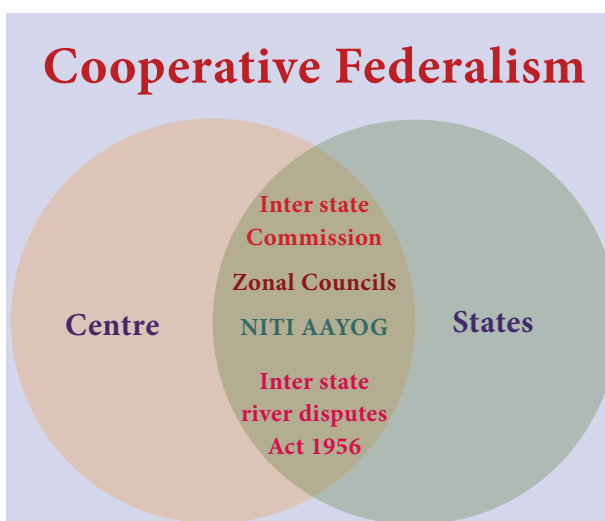 Cooperative Federalism
Inter state
Commission
Zonal Councils
Centre
NITI AAYOG
States
Inter state
river disputes
Act 1956